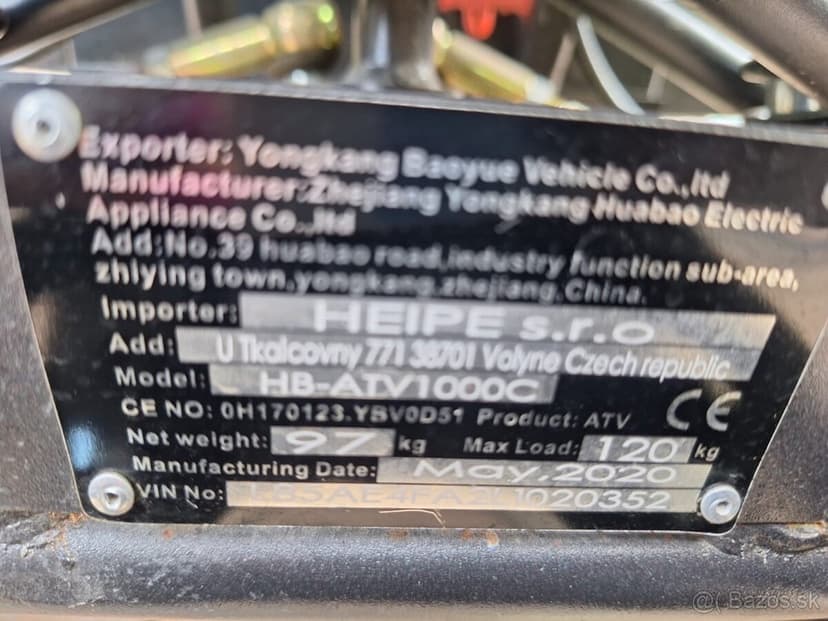 Exporter: Yongkang Baoyue Vehicle Co.,ltd
Manufacturer:Zhejiang Yongkang Huabao Electric
Appliance Co.,ltd
Add:No.39 huabao road,industry function sub-area,
zhiying town,yongkang,zhejiang,China.
Importer: HEIPE s.r.o
Add: U Tkalcovny 771 38701 Volyne Czech republic
Model: HB-ATV1000C
CE NO: 0H170123.YBV0D51 Product: ATV CE
Net weight: 97 kg Max Load: 120 kg
Manufacturing Date: May,2020
VIN No:
@Bazos.sk